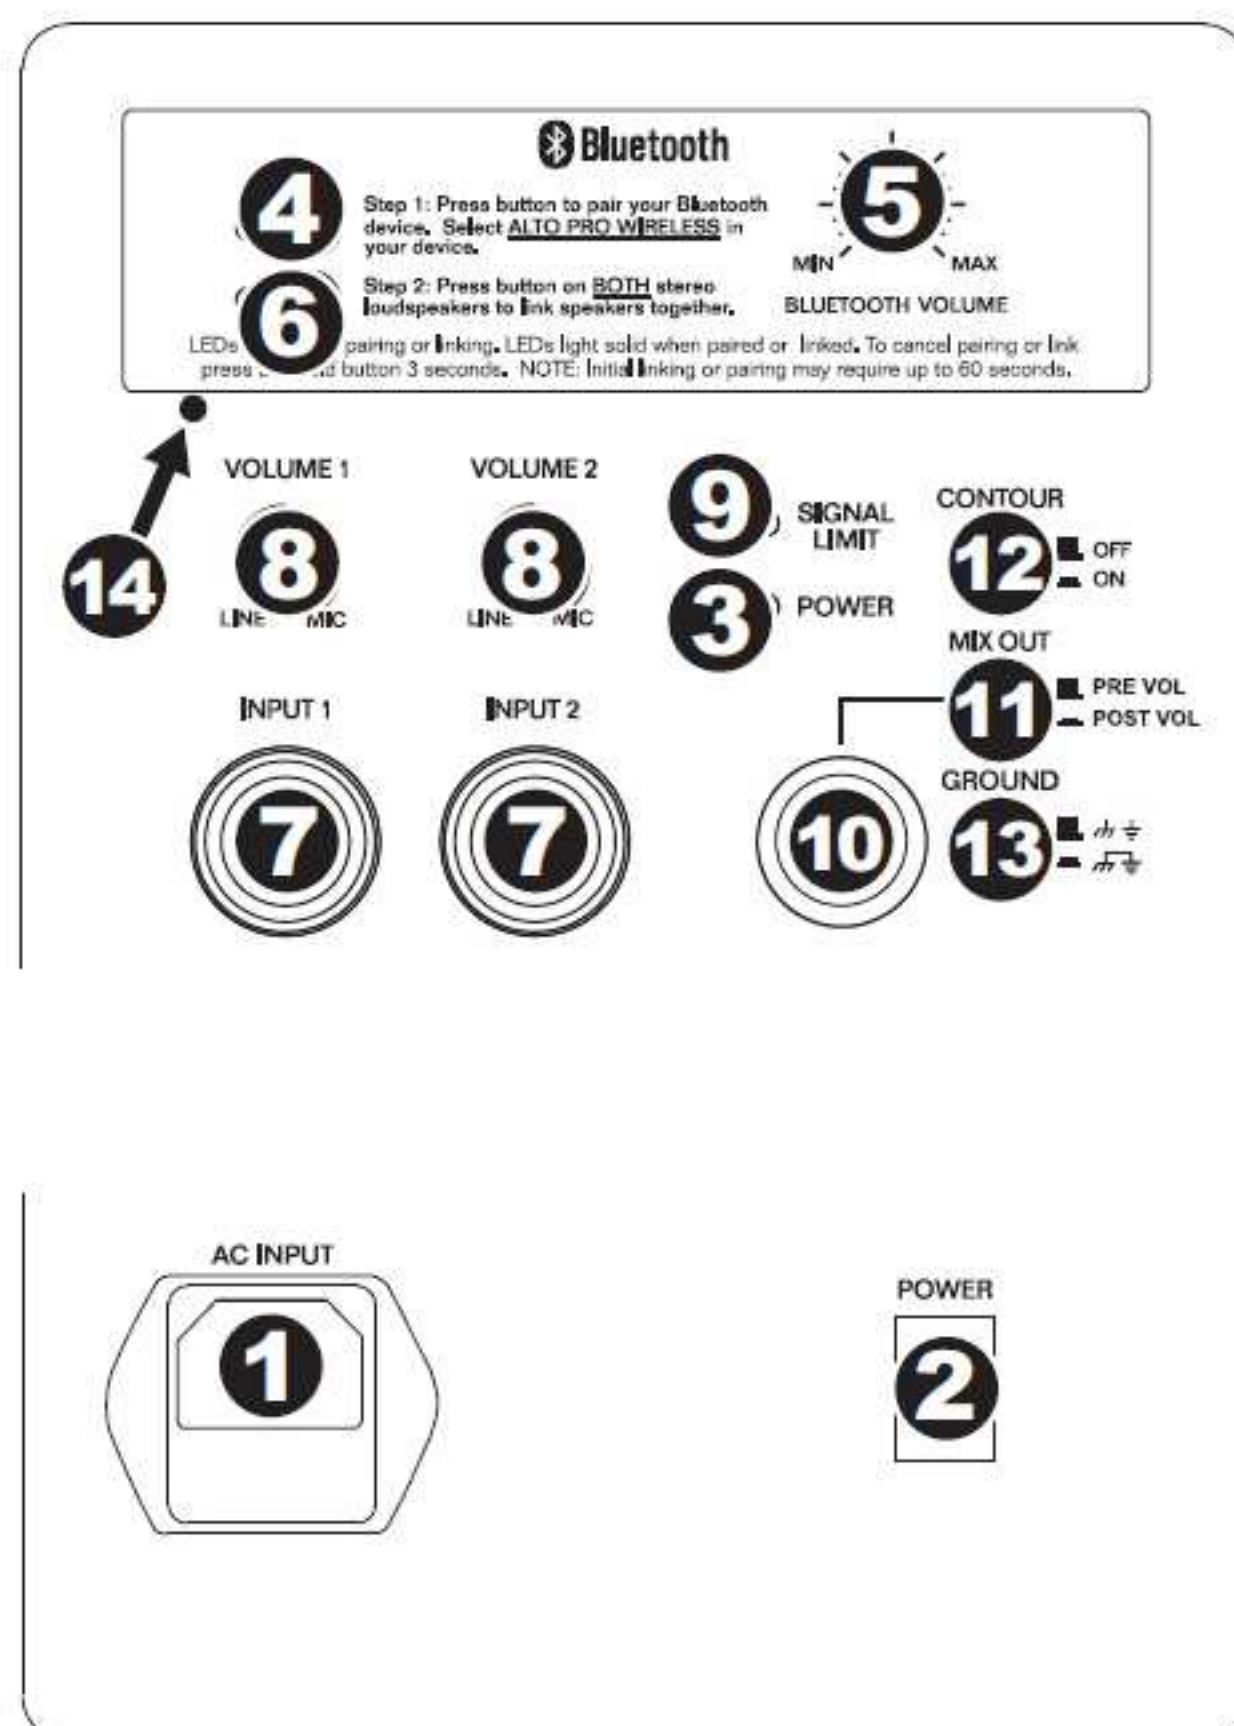 Bluetooth
4
Step 1: Press button to pair your Bluetooth
device. Select ALTO PRO WIRELESS in
your device.
5
MIN MAX
BLUETOOTH VOLUME
6
Step 2: Press button on BOTH stereo
loudspeakers to link speakers together.
LEDs pairing or linking. LEDs light solid when paired or linked. To cancel pairing or link
press button 3 seconds. NOTE: Initial linking or pairing may require up to 60 seconds.
14
VOLUME 1
8
LINE MIC
VOLUME 2
8
LINE MIC
9
SIGNAL
LIMIT
3
POWER
CONTOUR
12
OFF
ON
MIX OUT
11
PRE VOL
POST VOL
INPUT 1
7
INPUT 2
7
10
GROUND
13
AC INPUT
1
POWER
2